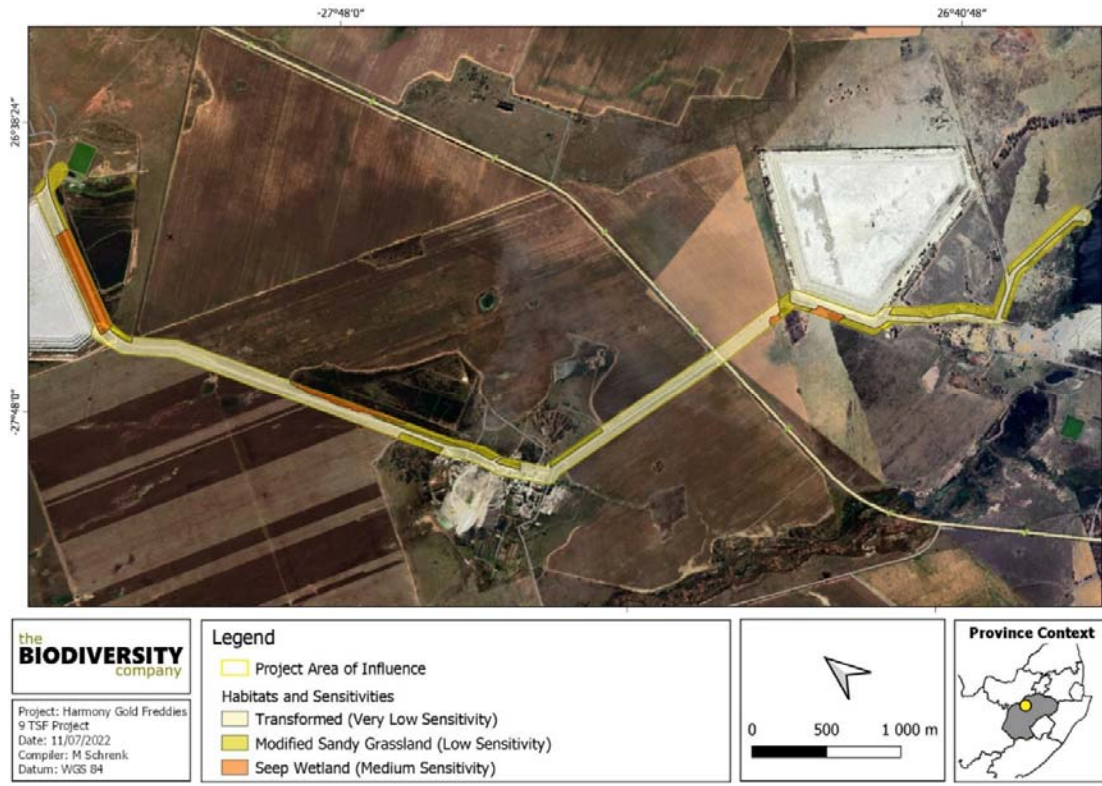 -27°48'0"
26°40'48"
26°38'24"
-27°48'0"
the
BIODIVERSITY
company
Project: Harmony Gold Freddies
9 TSF Project
Date: 11/07/2022
Compiler: M Schrenk
Datum: WGS 84
Legend
Project Area of Influence
Habitats and Sensitivities
Transformed (Very Low Sensitivity)
Modified Sandy Grassland (Low Sensitivity)
Seep Wetland (Medium Sensitivity)
0 500 1 000 m
Province Context